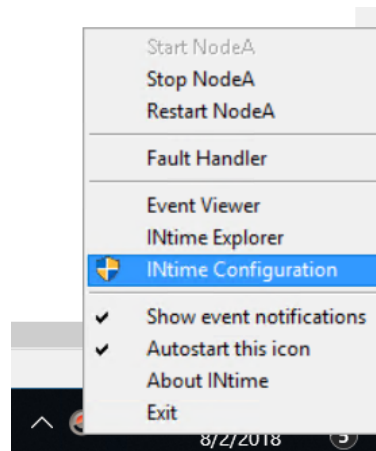 Start NodeA
Stop NodeA
Restart NodeA
Fault Handler
Event Viewer
INtime Explorer
INtime Configuration
Show event notifications
Autostart this icon
About INtime
Exit
8/2/2018
5